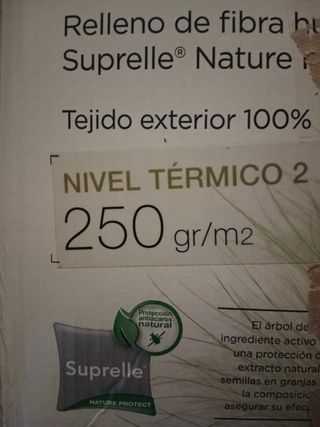 Relleno de fibra
Suprelle® Nature
Tejido exterior 100%
NIVEL TÉRMICO 2
250 gr/m2
Protección
antiácaros
natural
Suprelle
NATURE PROTECT
El árbol de
ingrediente activo
una protección
extracto natural
semillas en granjas
la composición
asegurar su